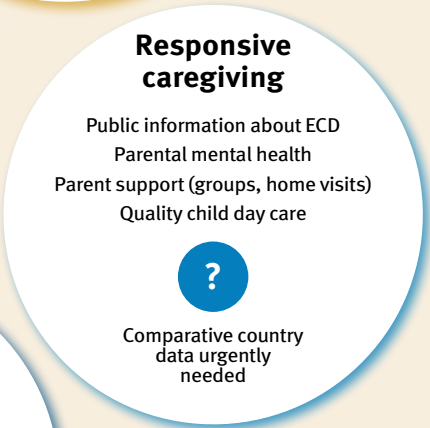 Responsive
caregiving
Public information about ECD
Parental mental health
Parent support (groups, home visits)
Quality child day care
?
Comparative country
data urgently
needed